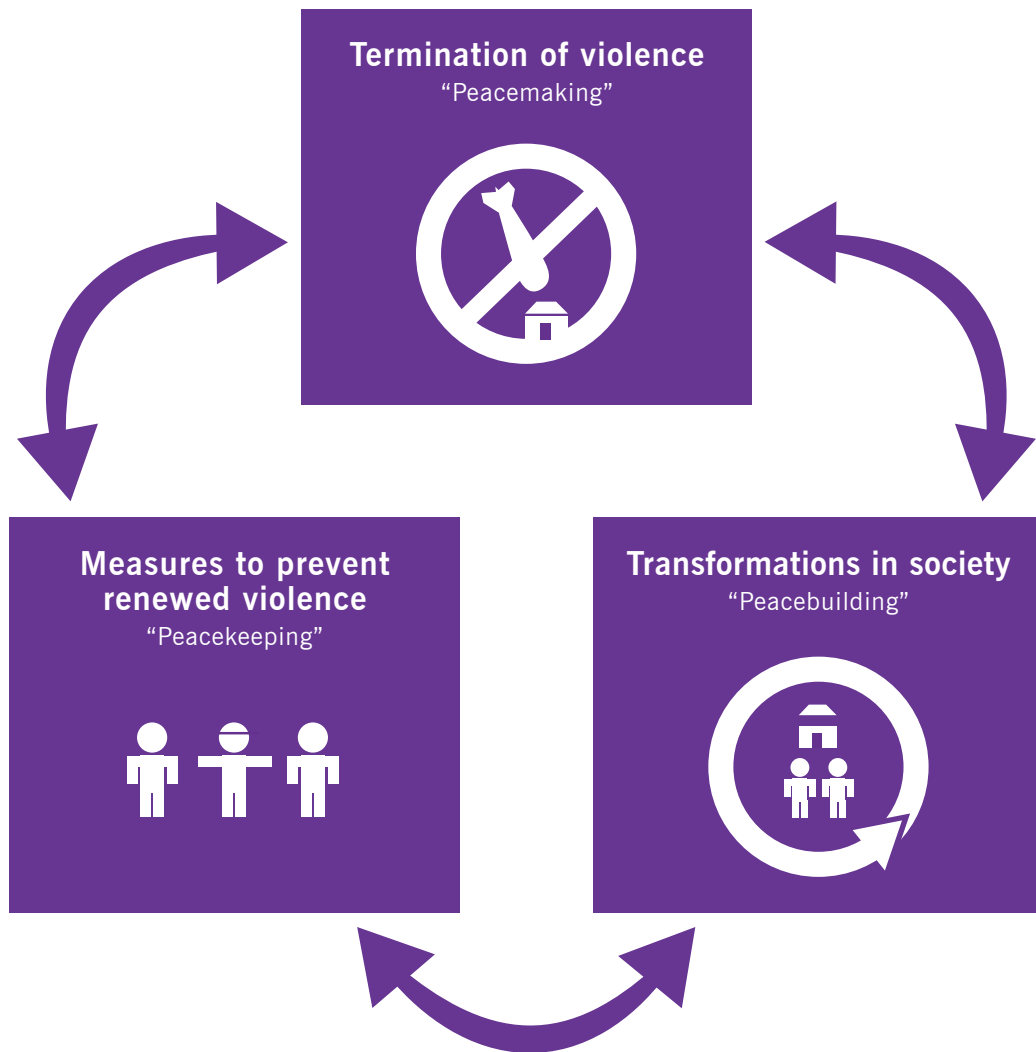 Termination of violence
“Peacemaking”
Measures to prevent
renewed violence
“Peacekeeping”
Transformations in society
“Peacebuilding”